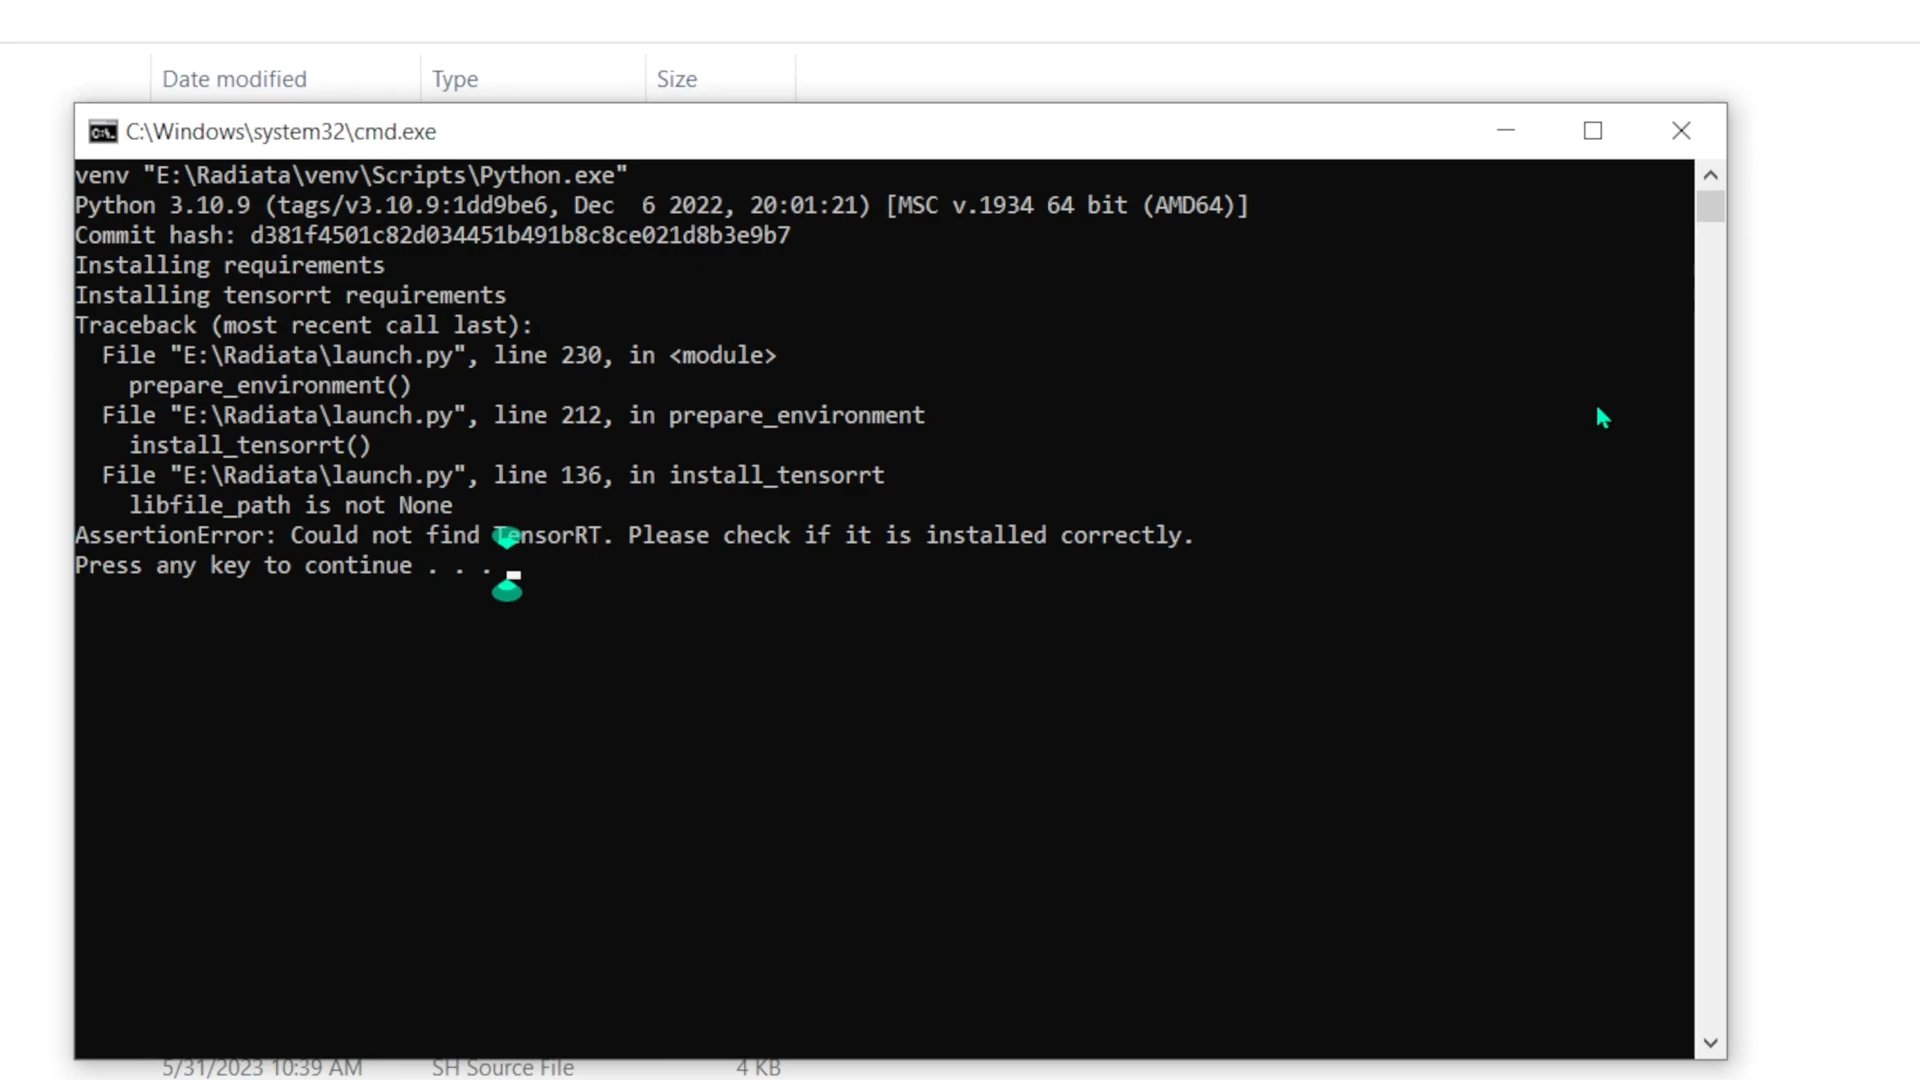 Date modified Type Size
C:\Windows\system32\cmd.exe
venv "E:\Radiata\venv\Scripts\Python.exe"
Python 3.10.9 (tags/v3.10.9:1dd9be6, Dec  6 2022, 20:01:21) [MSC v.1934 64 bit (AMD64)]
Commit hash: d381f4501c82d034451b491b8c8ce021d8b3e9b7
Installing requirements
Installing tensorrt requirements
Traceback (most recent call last):
  File "E:\Radiata\launch.py", line 230, in <module>
    prepare_environment()
  File "E:\Radiata\launch.py", line 212, in prepare_environment
    install_tensorrt()
  File "E:\Radiata\launch.py", line 136, in install_tensorrt
    libfile_path is not None
AssertionError: Could not find TensorRT. Please check if it is installed correctly.
Press any key to continue . . .
5/31/2023 10:39 AM SH Source File 4 KB